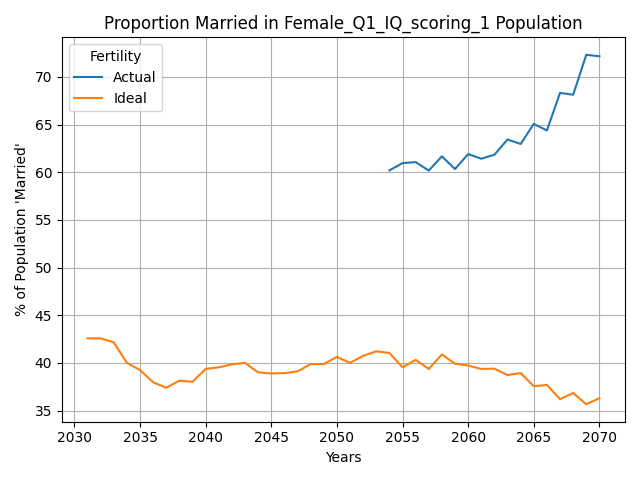 Proportion Married in Female_Q1_IQ_scoring_1 Population
Fertility
Actual
Ideal
% of Population 'Married'
70
65
60
55
50
45
40
35
2030
2035
2040
2045
2050
2055
2060
2065
2070
Years